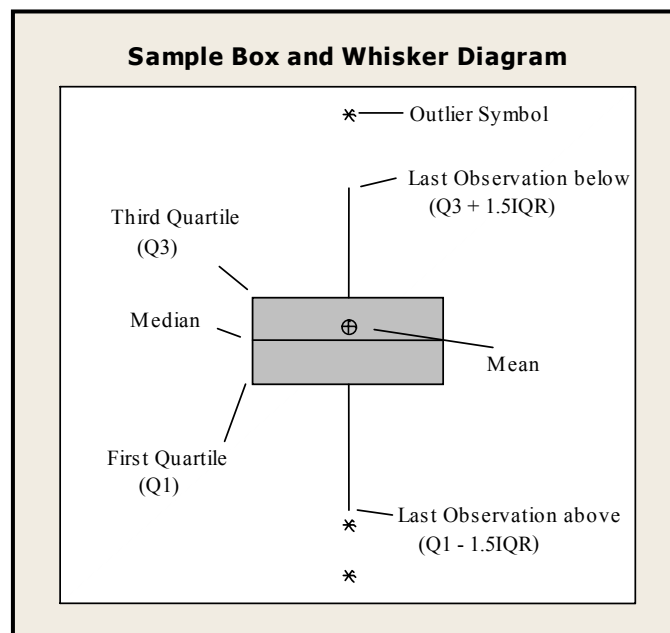 Sample Box and Whisker Diagram
Outlier Symbol
Last Observation below
(Q3 + 1.5IQR)
Third Quartile
(Q3)
Median
Mean
First Quartile
(Q1)
Last Observation above
(Q1 - 1.5IQR)